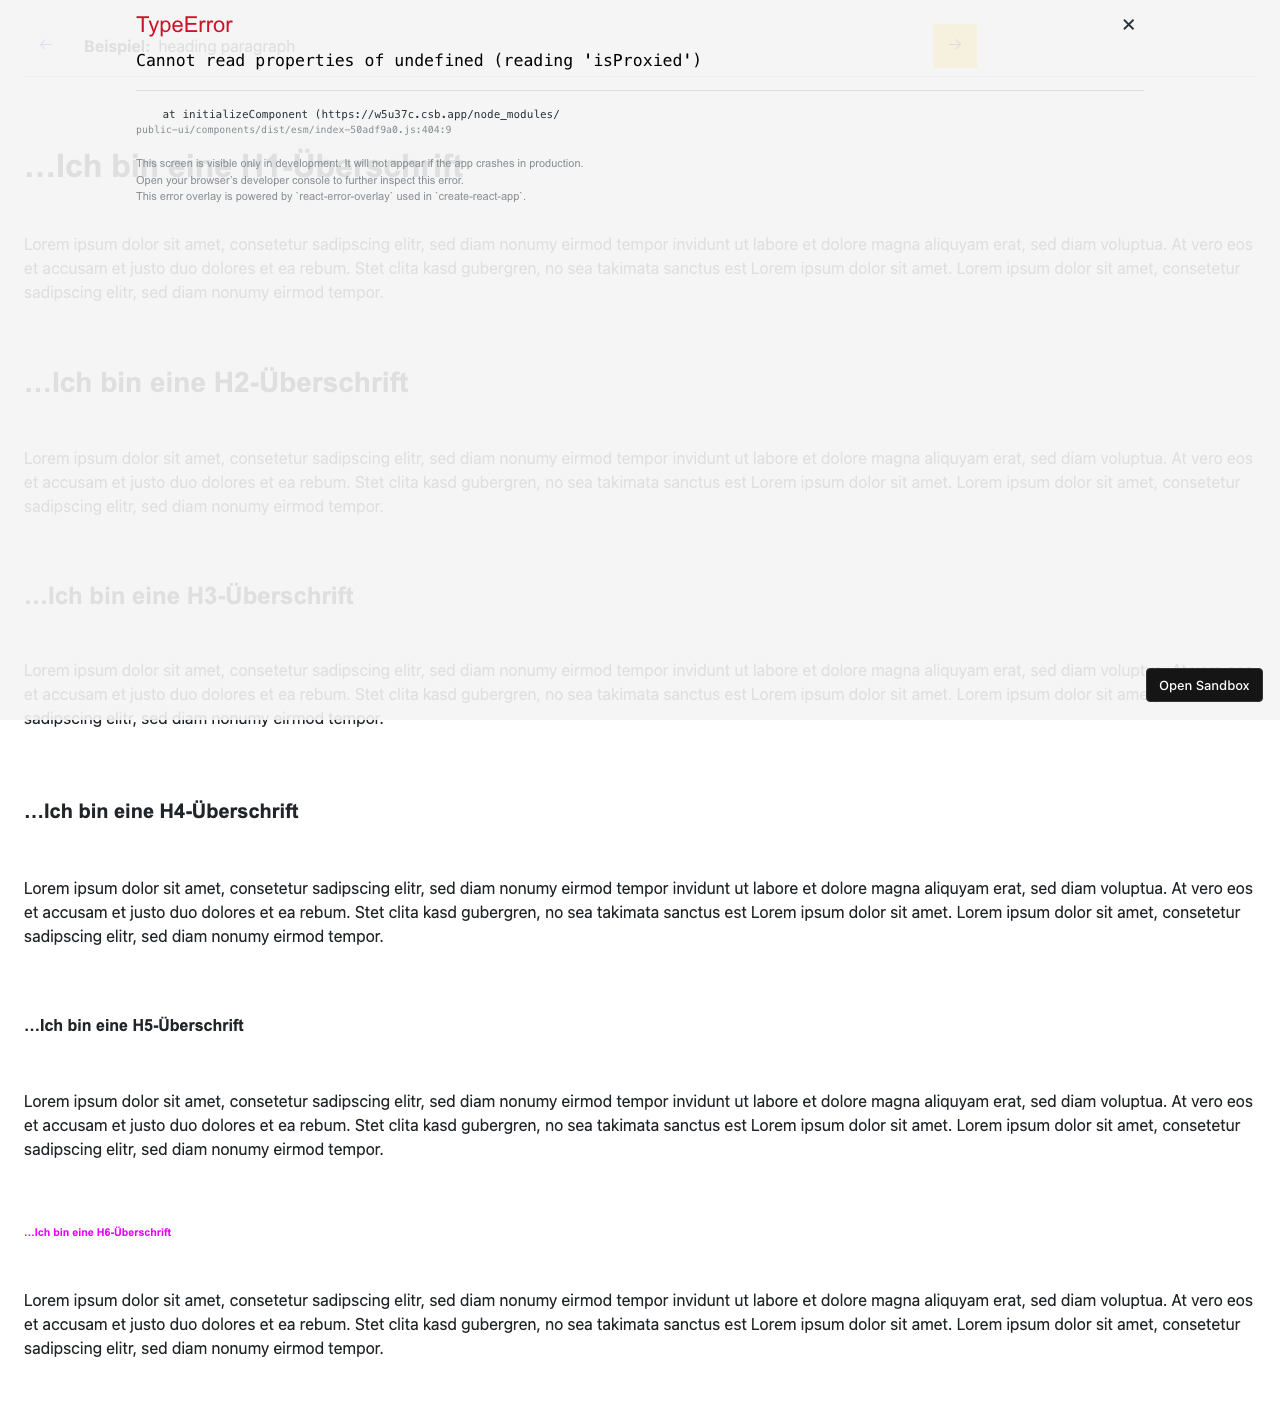 TypeError
Beispiel: heading paragraph
Cannot read properties of undefined (reading 'isProxied')
at initializeComponent (https://w5u37c.csb.app/node_modules/
public-ui/components/dist/esm/index-50adf9a0.js:404:9
…Ich bin eine H1-Überschrift
This screen is visible only in development. It will not appear if the app crashes in production.
Open your browser's developer console to further inspect this error.
This error overlay is powered by `react-error-overlay` used in `create-react-app`.
Lorem ipsum dolor sit amet, consetetur sadipscing elitr, sed diam nonumy eirmod tempor invidunt ut labore et dolore magna aliquyam erat, sed diam voluptua. At vero eos
et accusam et justo duo dolores et ea rebum. Stet clita kasd gubergren, no sea takimata sanctus est Lorem ipsum dolor sit amet. Lorem ipsum dolor sit amet, consetetur
sadipscing elitr, sed diam nonumy eirmod tempor.
…Ich bin eine H2-Überschrift
Lorem ipsum dolor sit amet, consetetur sadipscing elitr, sed diam nonumy eirmod tempor invidunt ut labore et dolore magna aliquyam erat, sed diam voluptua. At vero eos
et accusam et justo duo dolores et ea rebum. Stet clita kasd gubergren, no sea takimata sanctus est Lorem ipsum dolor sit amet. Lorem ipsum dolor sit amet, consetetur
sadipscing elitr, sed diam nonumy eirmod tempor.
…Ich bin eine H3-Überschrift
Lorem ipsum dolor sit amet, consetetur sadipscing elitr, sed diam nonumy eirmod tempor invidunt ut labore et dolore magna aliquyam erat, sed diam
et accusam et justo duo dolores et ea rebum. Stet clita kasd gubergren, no sea takimata sanctus est Lorem ipsum dolor sit amet. Lorem ipsum dolor sit
Open Sandbox
sadipscing elitr, sed diam nonumy eirmod tempor.
…Ich bin eine H4-Überschrift
Lorem ipsum dolor sit amet, consetetur sadipscing elitr, sed diam nonumy eirmod tempor invidunt ut labore et dolore magna aliquyam erat, sed diam voluptua. At vero eos
et accusam et justo duo dolores et ea rebum. Stet clita kasd gubergren, no sea takimata sanctus est Lorem ipsum dolor sit amet. Lorem ipsum dolor sit amet, consetetur
sadipscing elitr, sed diam nonumy eirmod tempor.
…Ich bin eine H5-Überschrift
Lorem ipsum dolor sit amet, consetetur sadipscing elitr, sed diam nonumy eirmod tempor invidunt ut labore et dolore magna aliquyam erat, sed diam voluptua. At vero eos
et accusam et justo duo dolores et ea rebum. Stet clita kasd gubergren, no sea takimata sanctus est Lorem ipsum dolor sit amet. Lorem ipsum dolor sit amet, consetetur
sadipscing elitr, sed diam nonumy eirmod tempor.
…Ich bin eine H6-Überschrift
Lorem ipsum dolor sit amet, consetetur sadipscing elitr, sed diam nonumy eirmod tempor invidunt ut labore et dolore magna aliquyam erat, sed diam voluptua. At vero eos
et accusam et justo duo dolores et ea rebum. Stet clita kasd gubergren, no sea takimata sanctus est Lorem ipsum dolor sit amet. Lorem ipsum dolor sit amet, consetetur
sadipscing elitr, sed diam nonumy eirmod tempor.